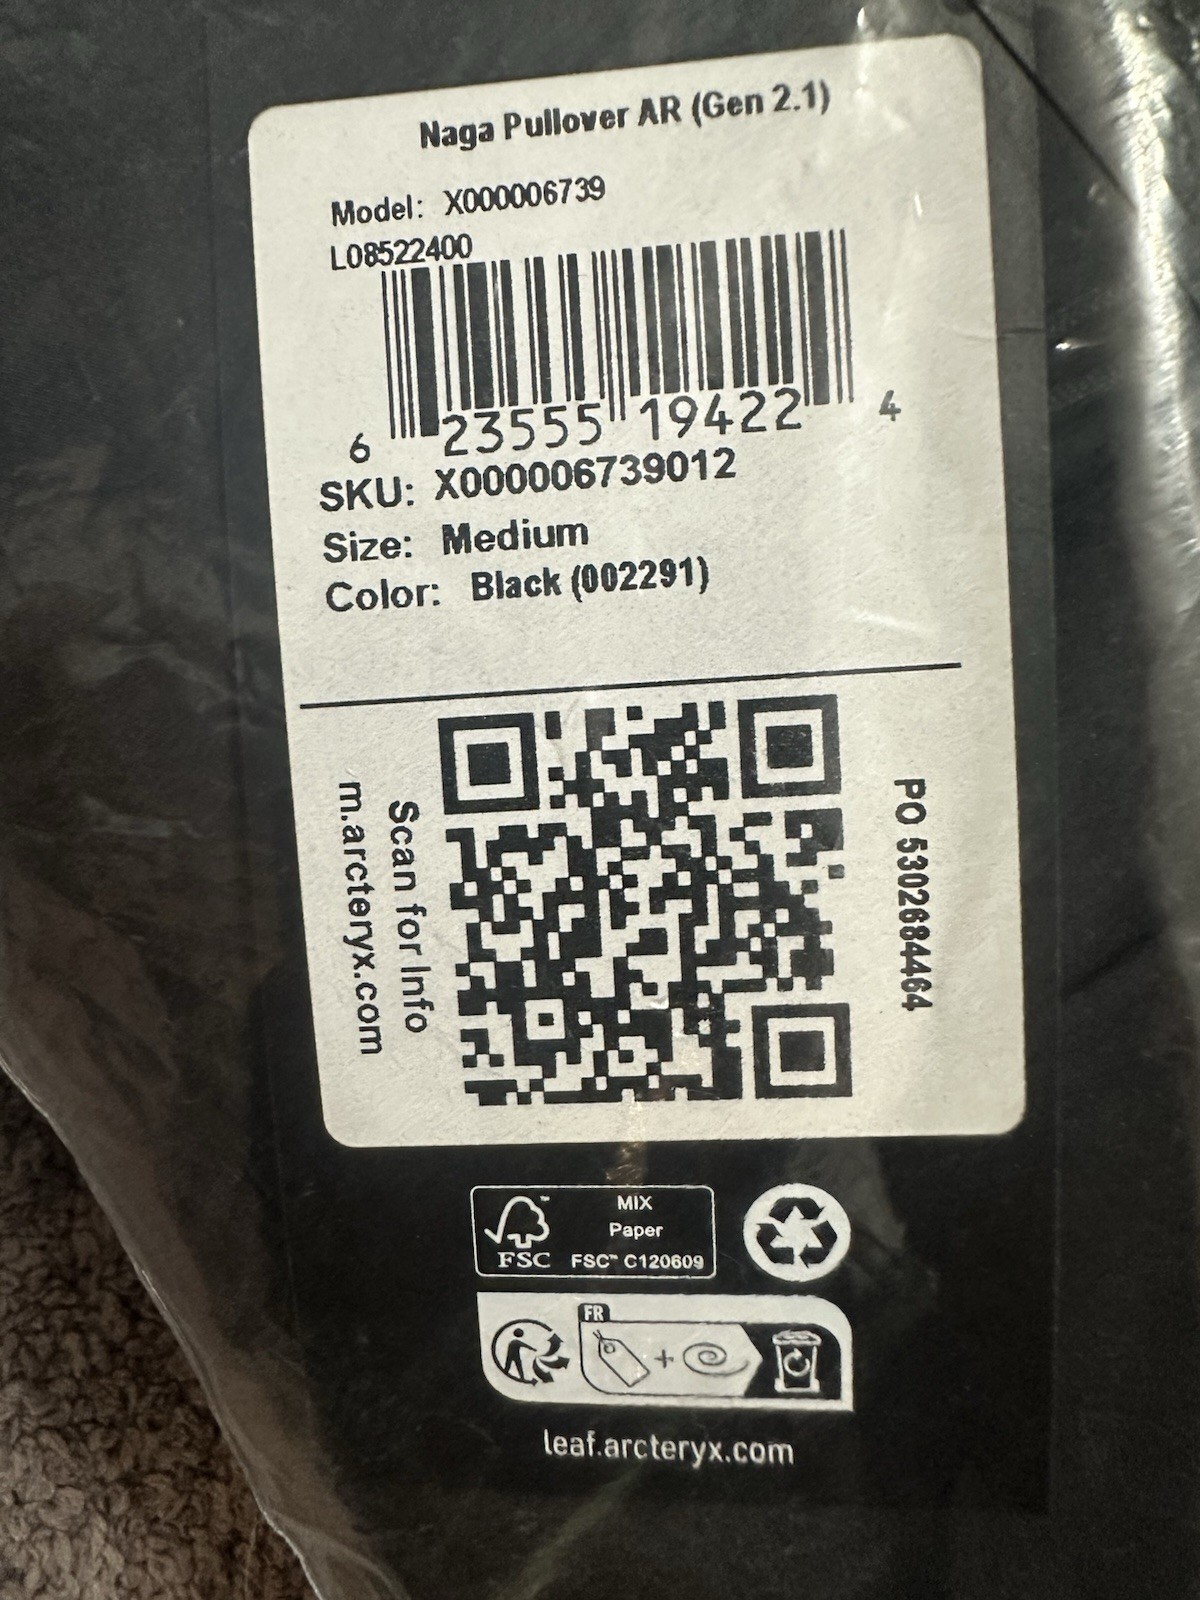 Naga Pullover AR (Gen 2.1)
Model: X000006739
L08522400
6 23555 19422 4
SKU: X000006739012
Size: Medium
Color: Black (002291)
Scan for Info
m.arcteryx.com
PO 5302684464
FSC™
MIX
Paper
FSC™ C120609
FR
+
leaf.arcteryx.com